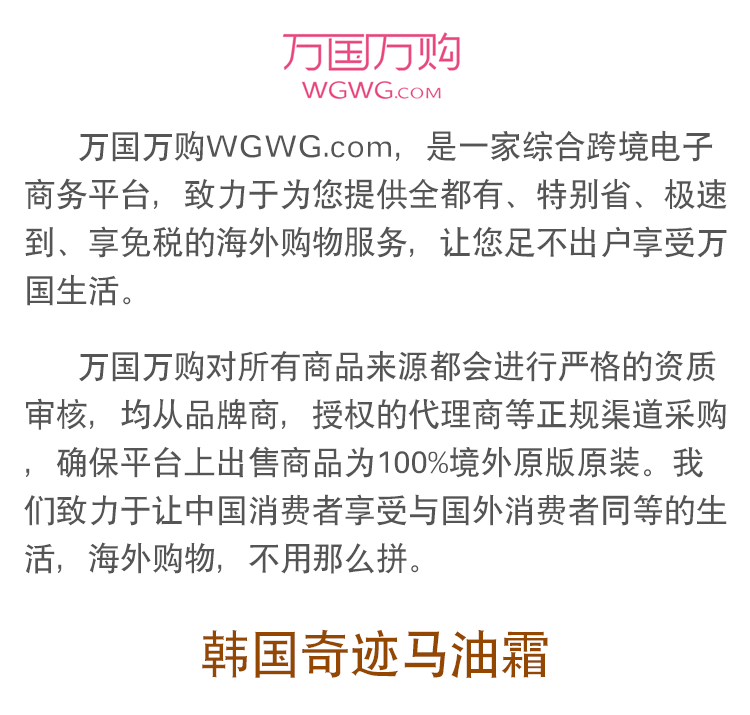 万国万购
WGWG.COM
万国万购WGWG.com，是一家综合跨境电子
商务平台，致力于为您提供全都有、特别省、极速
到、享免税的海外购物服务，让您足不出户享受万
国生活。
万国万购对所有商品来源都会进行严格的资质
审核，均从品牌商，授权的代理商等正规渠道采购
，确保平台上出售商品为100%境外原版原装。我
们致力于让中国消费者享受与国外消费者同等的生
活，海外购物，不用那么拼。
韩国奇迹马油霜